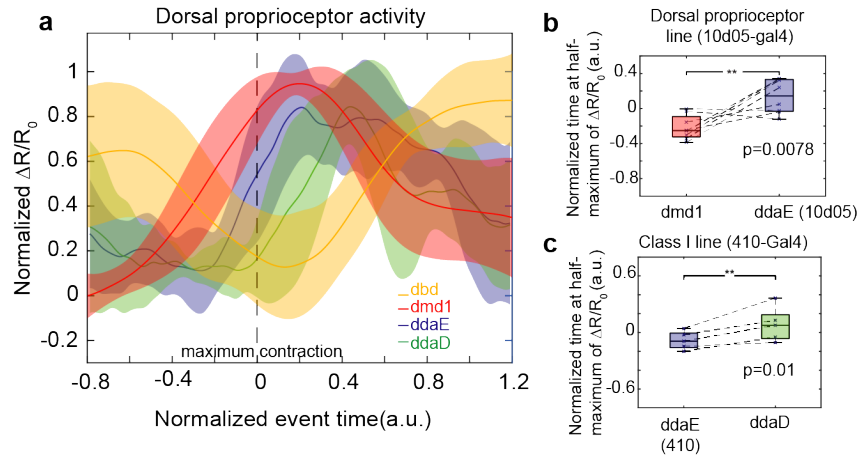 a
Dorsal proprioceptor activity
Normalized ΔR/R0
1
0.8
0.6
0.4
0.2
0
-0.2
dbd
dmd1
ddaE
ddaD
maximum contraction
-0.8
-0.4
0
0.4
0.8
1.2
Normalized event time(a.u.)
b
Dorsal proprioceptor
line (10d05-gal4)
Normalized time at half-
maximum of ΔR/R0 (a.u.)
0.4
0
-0.4
-0.8
**
p=0.0078
dmd1
ddaE (10d05)
c
Class I line (410-Gal4)
Normalized time at half-
maximum of ΔR/R0 (a.u.)
0.6
0
-0.6
**
p=0.01
ddaE
(410)
ddaD